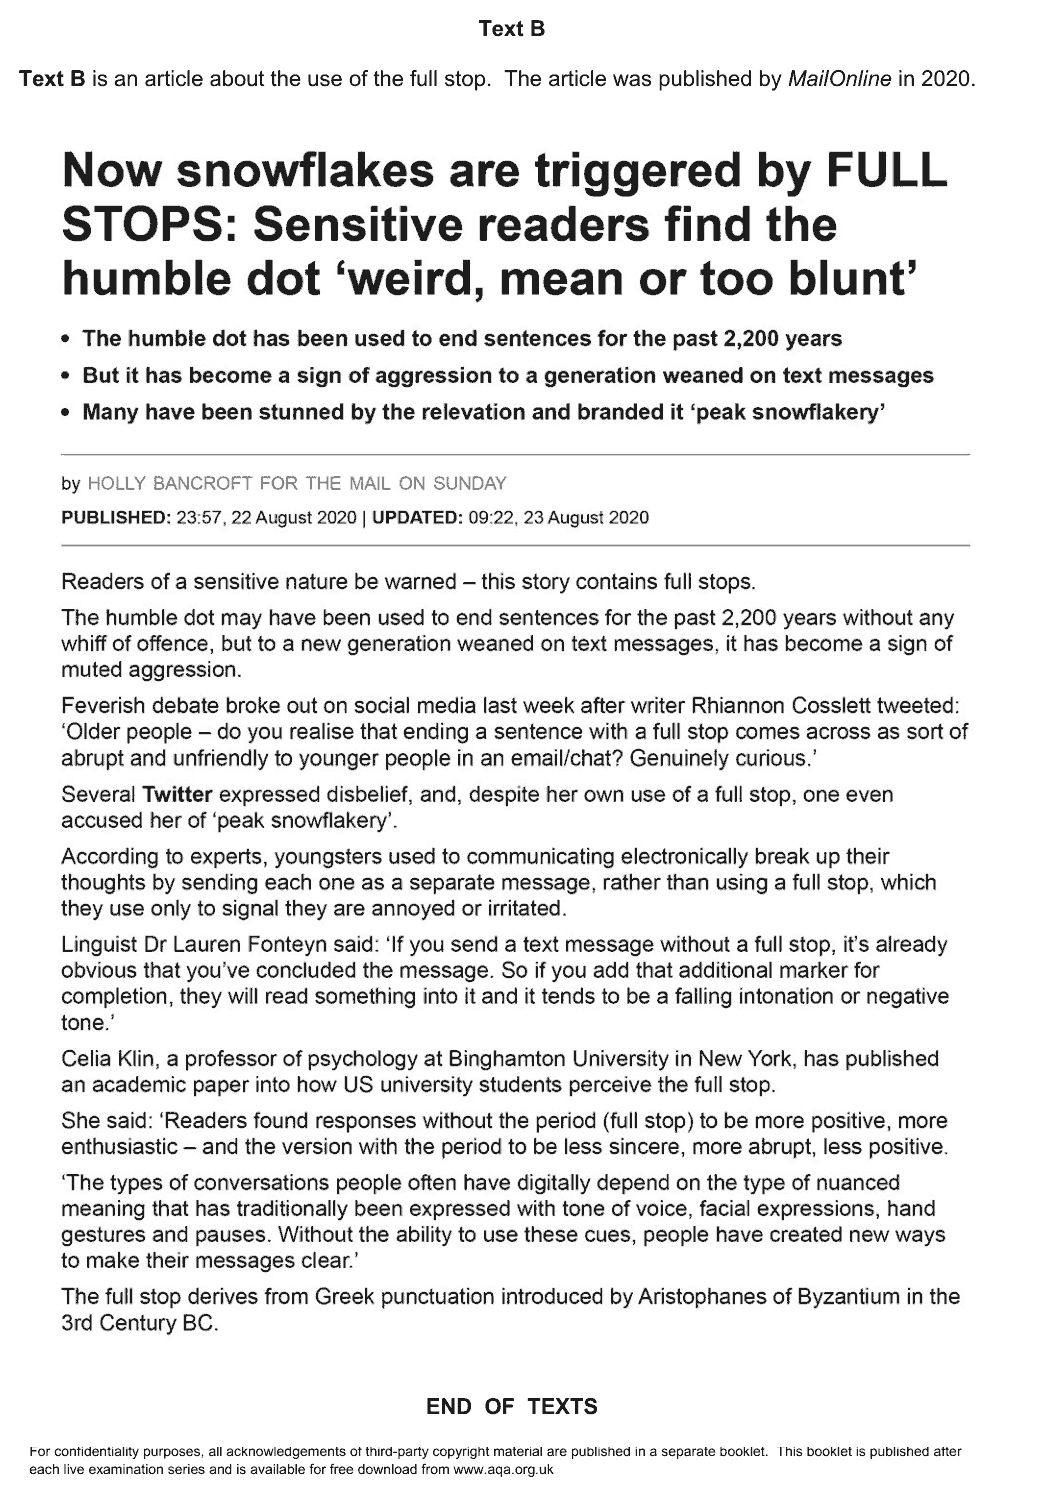 Text B
Text B is an article about the use of the full stop. The article was published by MailOnline in 2020.
Now snowflakes are triggered by FULL
STOPS: Sensitive readers find the
humble dot ‘weird, mean or too blunt’
• The humble dot has been used to end sentences for the past 2,200 years
• But it has become a sign of aggression to a generation weaned on text messages
• Many have been stunned by the relevation and branded it ‘peak snowflakery’
by HOLLY BANCROFT FOR THE MAIL ON SUNDAY
PUBLISHED: 23:57, 22 August 2020 | UPDATED: 09:22, 23 August 2020
Readers of a sensitive nature be warned – this story contains full stops.
The humble dot may have been used to end sentences for the past 2,200 years without any
whiff of offence, but to a new generation weaned on text messages, it has become a sign of
muted aggression.
Feverish debate broke out on social media last week after writer Rhiannon Cosslett tweeted:
‘Older people – do you realise that ending a sentence with a full stop comes across as sort of
abrupt and unfriendly to younger people in an email/chat? Genuinely curious.’
Several Twitter expressed disbelief, and, despite her own use of a full stop, one even
accused her of ‘peak snowflakery’.
According to experts, youngsters used to communicating electronically break up their
thoughts by sending each one as a separate message, rather than using a full stop, which
they use only to signal they are annoyed or irritated.
Linguist Dr Lauren Fonteyn said: ‘If you send a text message without a full stop, it’s already
obvious that you’ve concluded the message. So if you add that additional marker for
completion, they will read something into it and it tends to be a falling intonation or negative
tone.’
Celia Klin, a professor of psychology at Binghamton University in New York, has published
an academic paper into how US university students perceive the full stop.
She said: ‘Readers found responses without the period (full stop) to be more positive, more
enthusiastic – and the version with the period to be less sincere, more abrupt, less positive.
‘The types of conversations people often have digitally depend on the type of nuanced
meaning that has traditionally been expressed with tone of voice, facial expressions, hand
gestures and pauses. Without the ability to use these cues, people have created new ways
to make their messages clear.’
The full stop derives from Greek punctuation introduced by Aristophanes of Byzantium in the
3rd Century BC.
END OF TEXTS
For confidentiality purposes, all acknowledgements of third-party copyright material are published in a separate booklet. This booklet is published after
each live examination series and is available for free download from www.aqa.org.uk